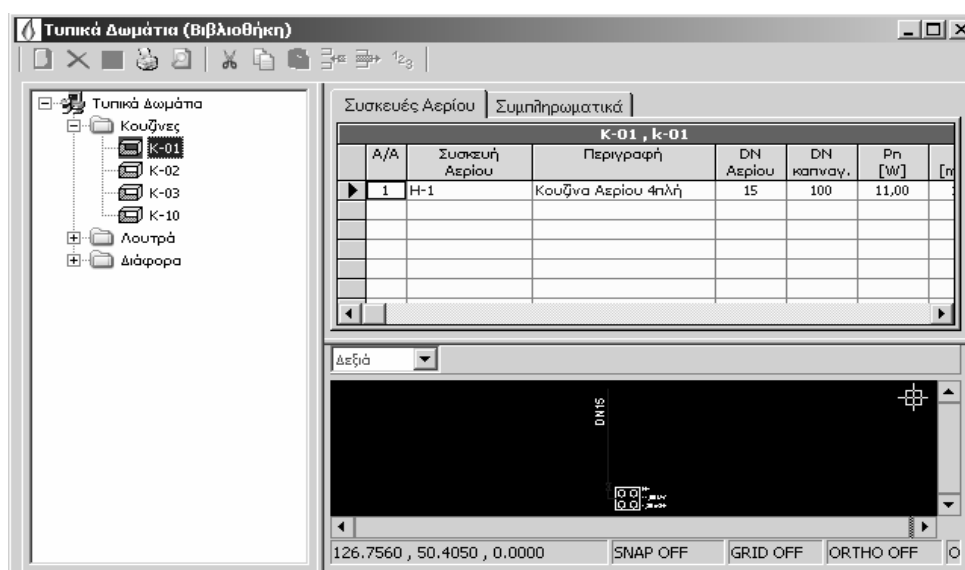 Τυπικά Δωμάτια (Βιβλιοθήκη)
Τυπικά Δωμάτια
Κουζίνες
Κ-01
Κ-02
Κ-03
Κ-10
Λουτρά
Διάφορα
Συσκευές Αερίου Συμπληρωματικά
Κ-01 , k-01
Α/Α Συσκευή Αερίου Περιγραφή DN Αερίου DN καπναγ. Pn [W]
1 Η-1 Κουζίνα Αερίου 4πλή 15 100 11,00
Δεξιά
DN15
126.7560 , 50.4050 , 0.0000 SNAP OFF GRID OFF ORTHO OFF